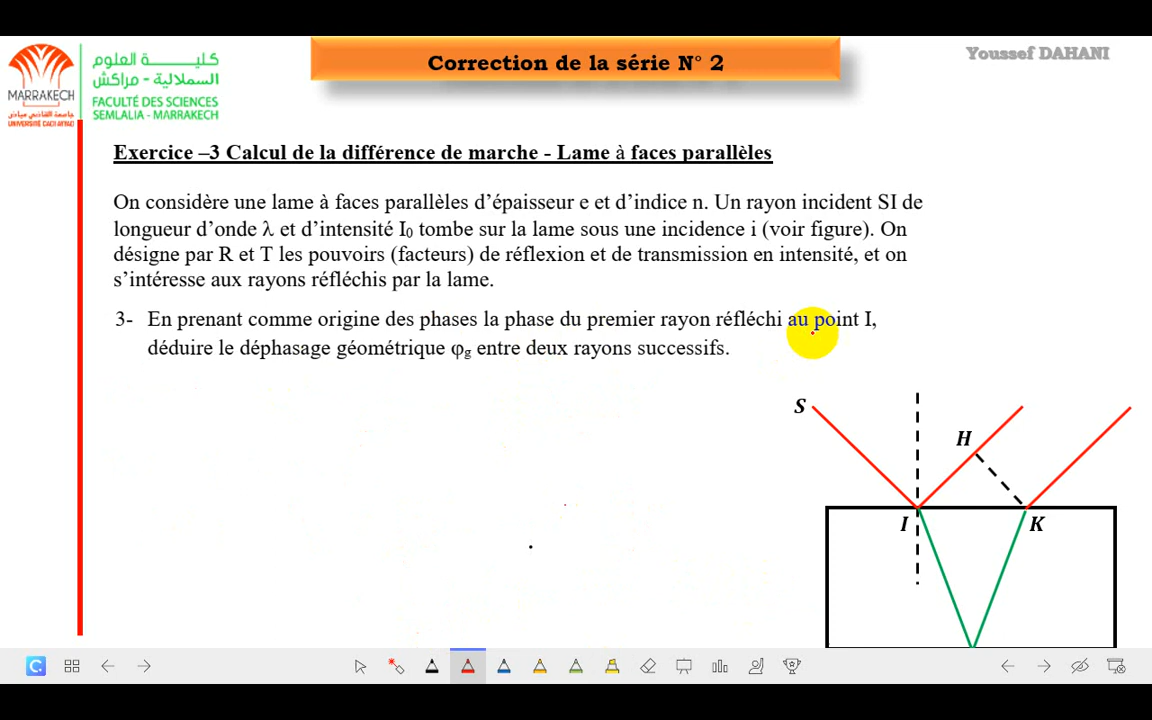 كليـــة العلوم
السملالية - مراكش
FACULTÉ DES SCIENCES
SEMLALIA - MARRAKECH
MARRAKECH
UNIVERSITÉ CADI AYYAD
Correction de la série N° 2
Youssef DAHANI
Exercice –3 Calcul de la différence de marche - Lame à faces parallèles
On considère une lame à faces parallèles d’épaisseur e et d’indice n. Un rayon incident SI de
longueur d’onde λ et d’intensité I₀ tombe sur la lame sous une incidence i (voir figure). On
désigne par R et T les pouvoirs (facteurs) de réflexion et de transmission en intensité, et on
s’intéresse aux rayons réfléchis par la lame.
3- En prenant comme origine des phases la phase du premier rayon réfléchi au point I,
déduire le déphasage géométrique φg entre deux rayons successifs.
S
H
I
K